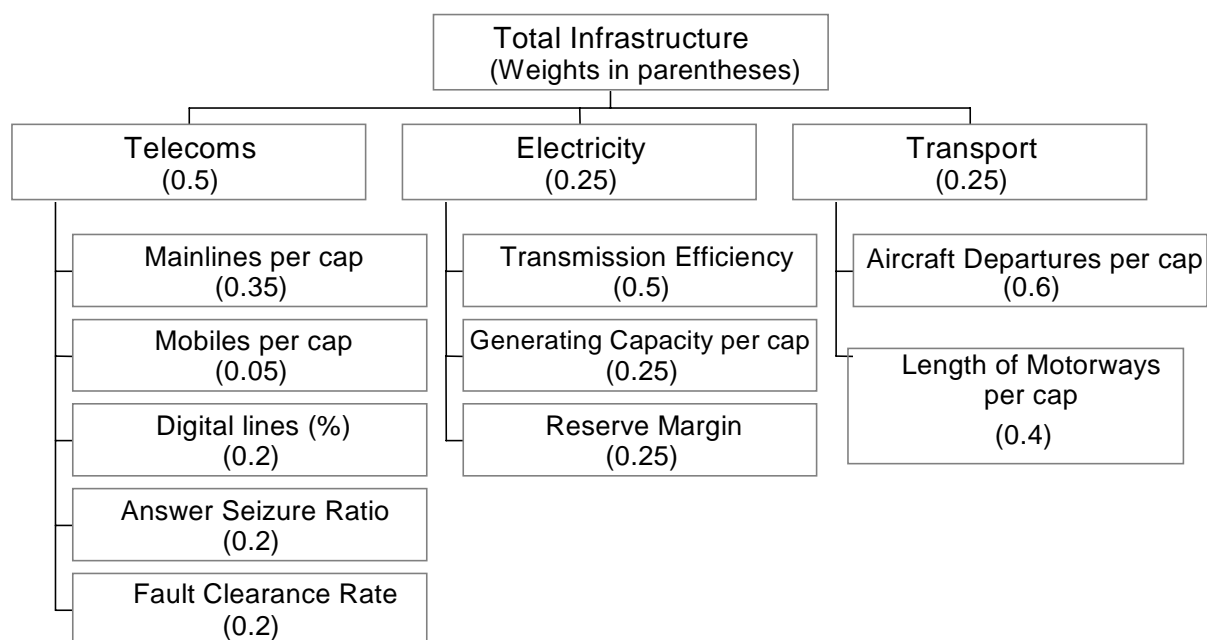 Total Infrastructure
(Weights in parentheses)
Telecoms
(0.5)
Electricity
(0.25)
Transport
(0.25)
Mainlines per cap
(0.35)
Mobiles per cap
(0.05)
Digital lines (%)
(0.2)
Answer Seizure Ratio
(0.2)
Fault Clearance Rate
(0.2)
Transmission Efficiency
(0.5)
Generating Capacity per cap
(0.25)
Reserve Margin
(0.25)
Aircraft Departures per cap
(0.6)
Length of Motorways
per cap
(0.4)